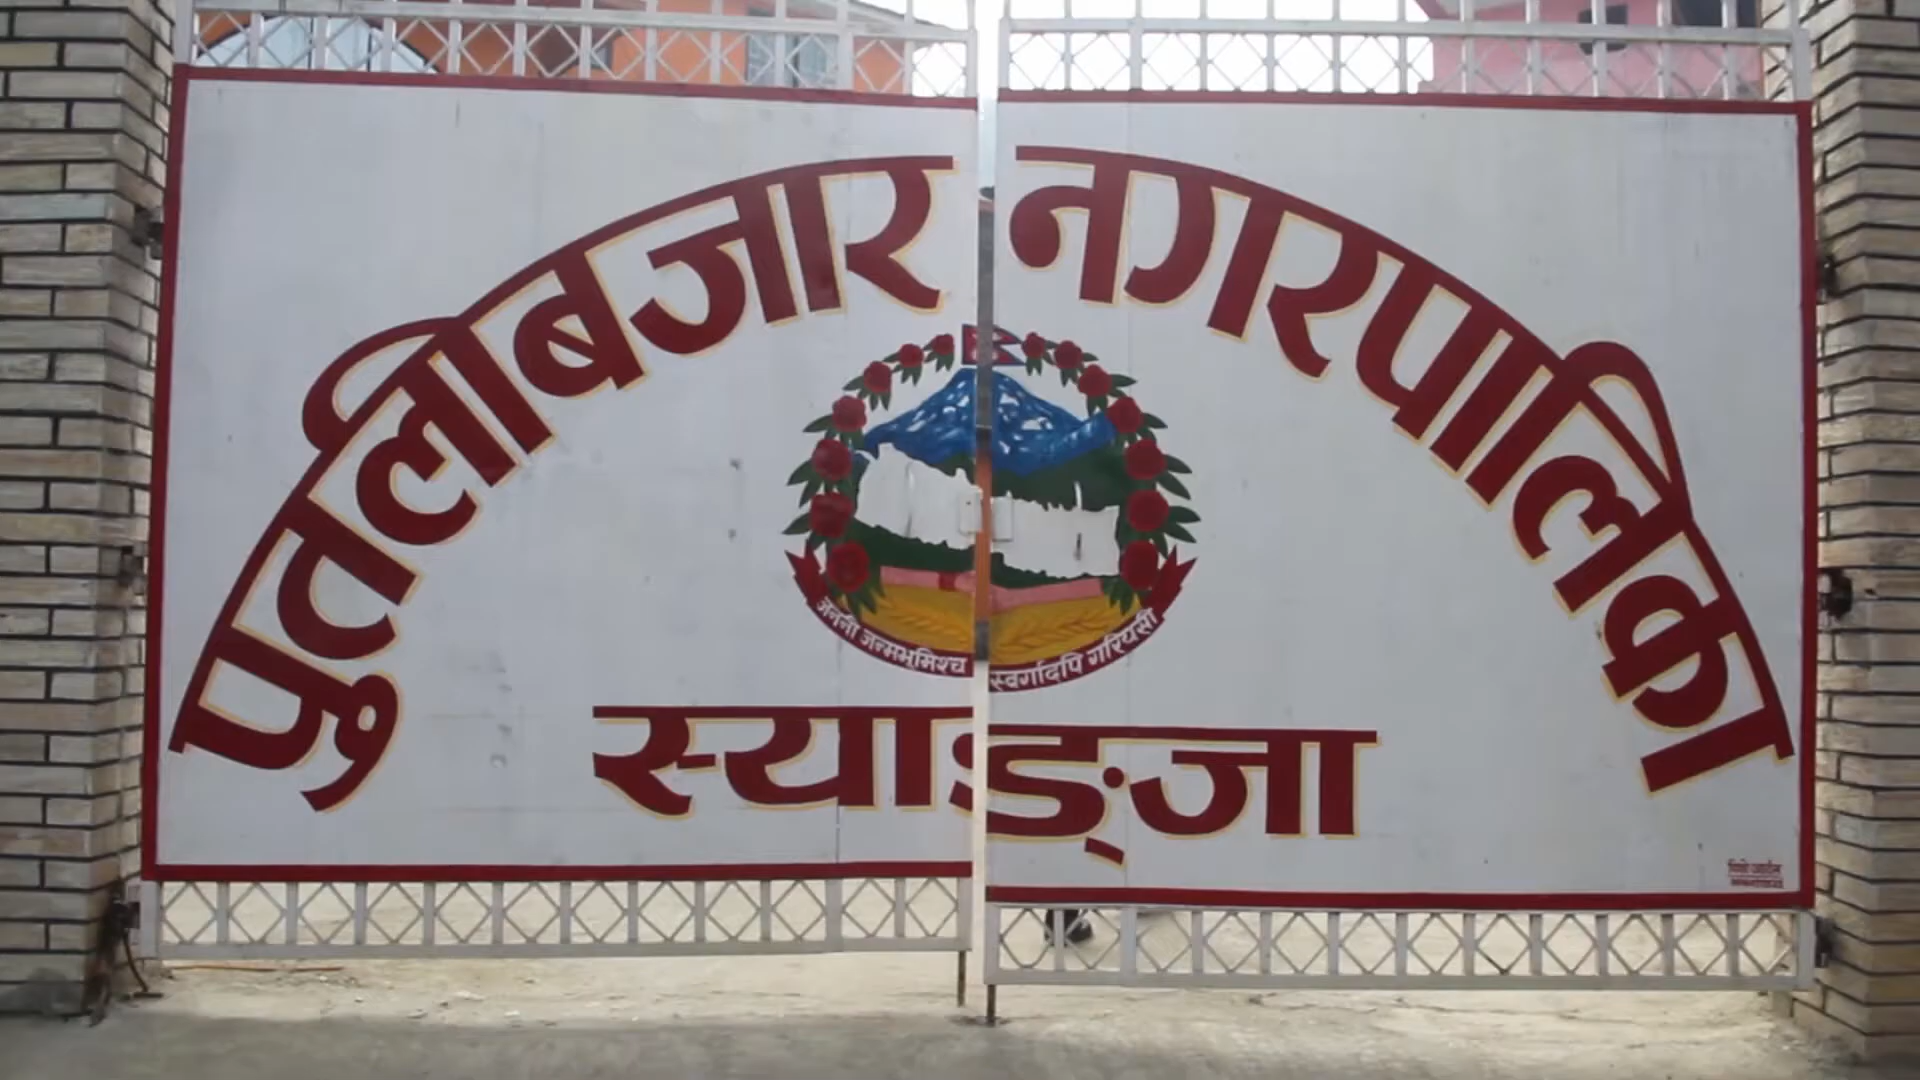 पुतलीबजार नगरपालिका
जननी जन्मभूमिश्च स्वर्गादपि गरियसी
स्याङ्जा